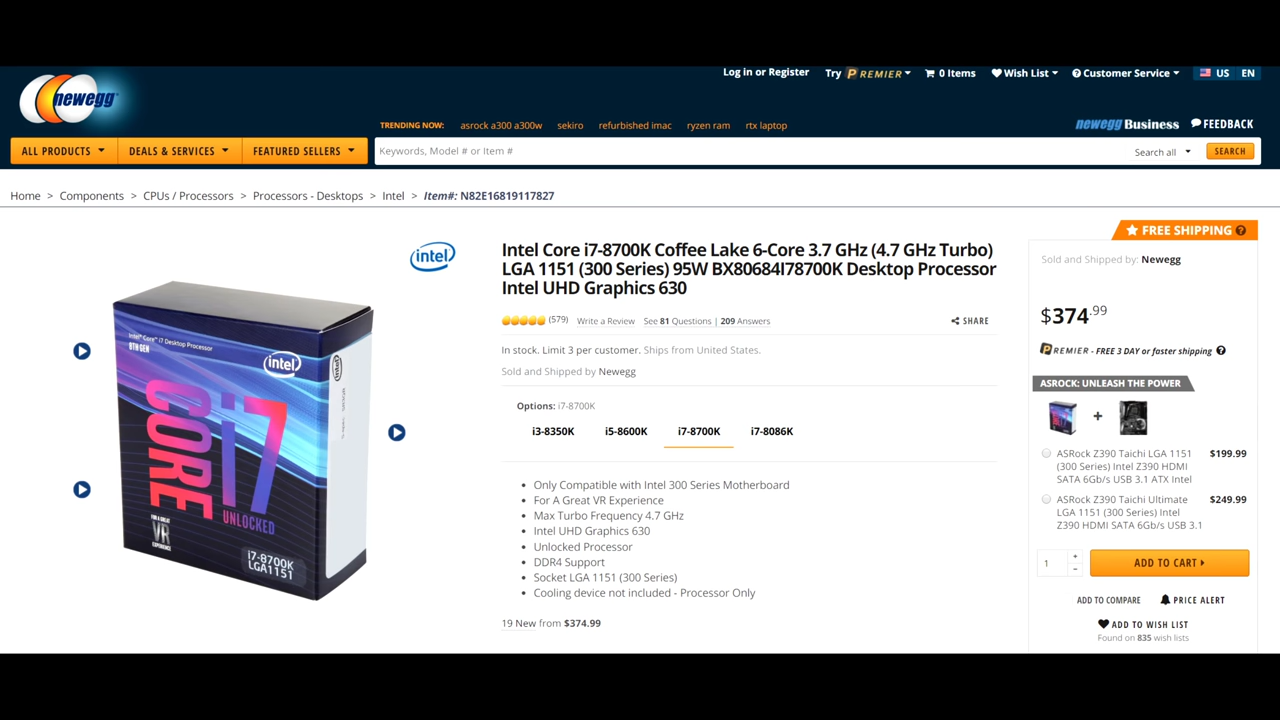 Log in or Register Try PREMIER 0 Items Wish List Customer Service US EN
newegg
TRENDING NOW: asrock a300 a300w sekiro refurbished imac ryzen ram rtx laptop
newegg Business FEEDBACK
ALL PRODUCTS DEALS & SERVICES FEATURED SELLERS Keywords, Model # or Item # Search all SEARCH
Home > Components > CPUs / Processors > Processors - Desktops > Intel > Item#: N82E16819117827
intel
Intel® Core™ i7 Desktop Processor
8TH GEN
intel
intel
CORE i7
UNLOCKED
FOR A GREAT
VR
EXPERIENCE
i7-8700K
LGA1151
Intel Core i7-8700K Coffee Lake 6-Core 3.7 GHz (4.7 GHz Turbo)
LGA 1151 (300 Series) 95W BX80684I78700K Desktop Processor
Intel UHD Graphics 630
(579) Write a Review See 81 Questions | 209 Answers SHARE
In stock. Limit 3 per customer. Ships from United States.
Sold and Shipped by Newegg
Options: i7-8700K
i3-8350K i5-8600K i7-8700K i7-8086K
• Only Compatible with Intel 300 Series Motherboard
• For A Great VR Experience
• Max Turbo Frequency 4.7 GHz
• Intel UHD Graphics 630
• Unlocked Processor
• DDR4 Support
• Socket LGA 1151 (300 Series)
• Cooling device not included - Processor Only
19 New from $374.99
FREE SHIPPING ?
Sold and Shipped by: Newegg
$374.99
PREMIER - FREE 3 DAY or faster shipping ?
ASROCK: UNLEASH THE POWER
+
ASRock Z390 Taichi LGA 1151 $199.99
(300 Series) Intel Z390 HDMI
SATA 6Gb/s USB 3.1 ATX Intel
ASRock Z390 Taichi Ultimate $249.99
LGA 1151 (300 Series) Intel
Z390 HDMI SATA 6Gb/s USB 3.1
1 + - ADD TO CART
ADD TO COMPARE PRICE ALERT
ADD TO WISH LIST
Found on 835 wish lists